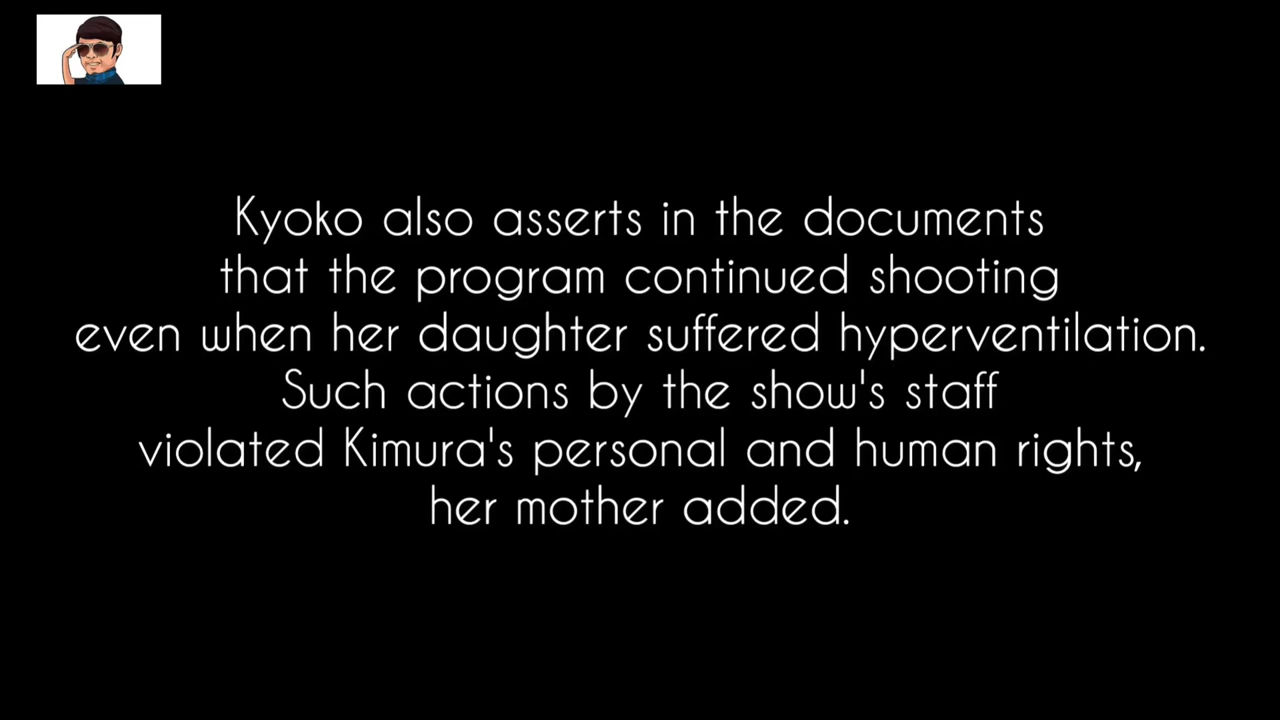 Kyoko also asserts in the documents
that the program continued shooting
even when her daughter suffered hyperventilation.
Such actions by the show's staff
violated Kimura's personal and human rights,
her mother added.